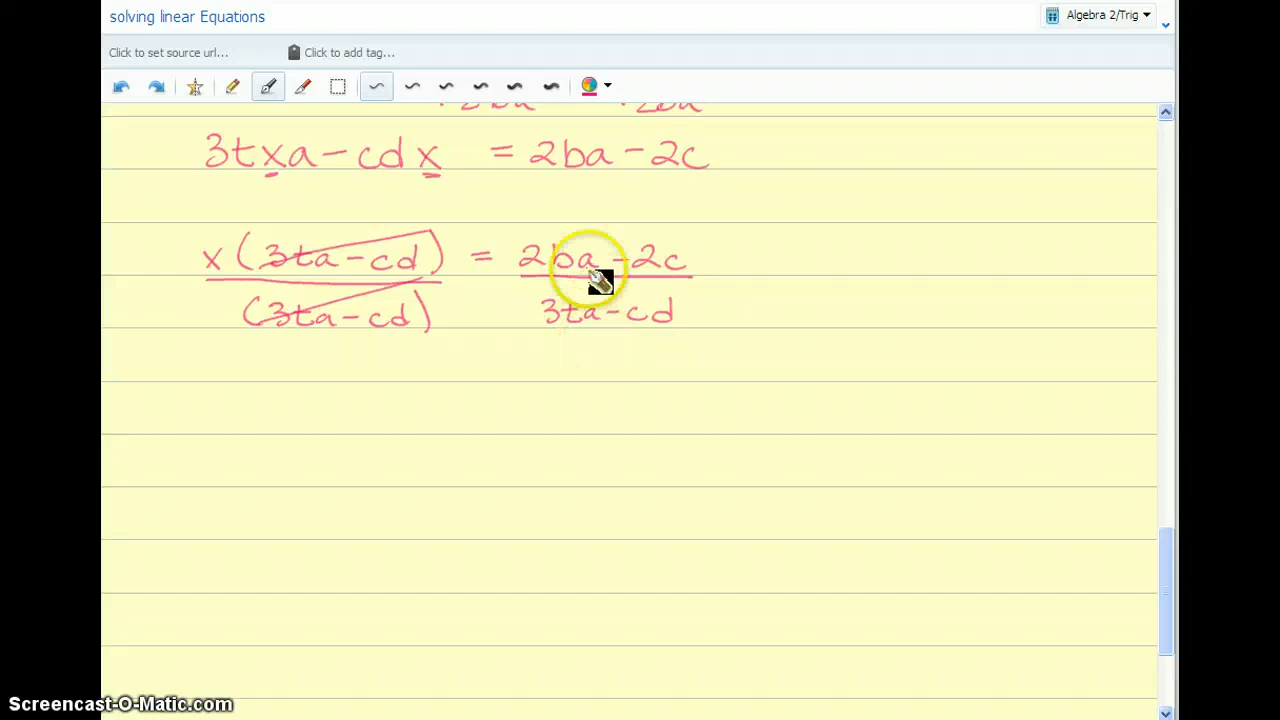 solving linear Equations
Algebra 2/Trig
Click to set source url...
Click to add tag...
3txa - cdx = 2ba - 2c
x(3ta - cd) = 2ba - 2c
(3ta - cd) 3ta - cd
Screencast-O-Matic.com